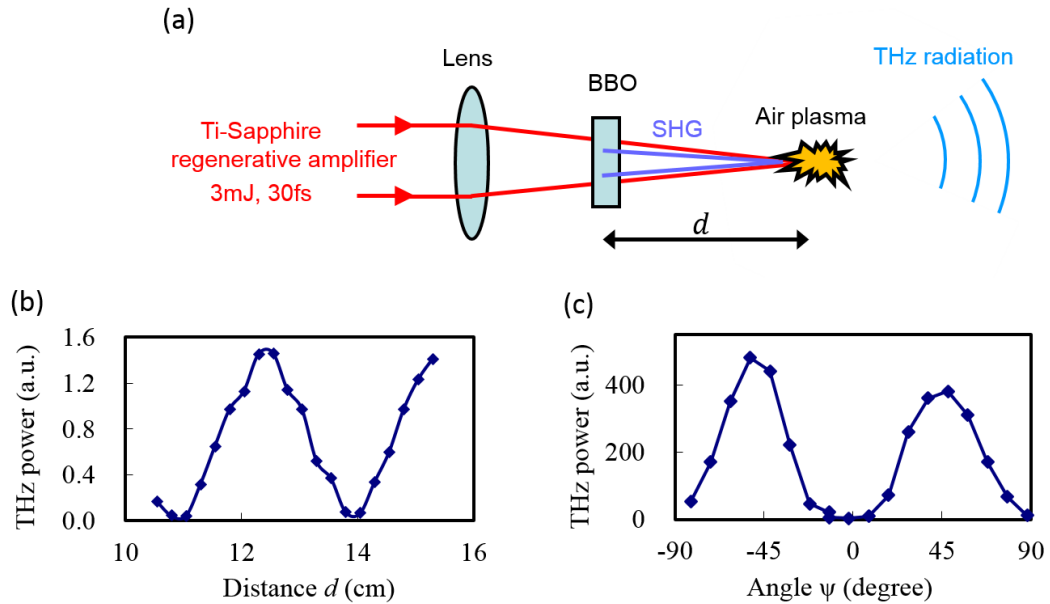 (a)
Lens
BBO
THz radiation
SHG
Air plasma
Ti-Sapphire
regenerative amplifier
3mJ, 30fs
d
(b)
THz power (a.u.)
1.6
1.2
0.8
0.4
0.0
10 12 14 16
Distance d (cm)
(c)
THz power (a.u.)
400
200
0
-90 -45 0 45 90
Angle ψ (degree)